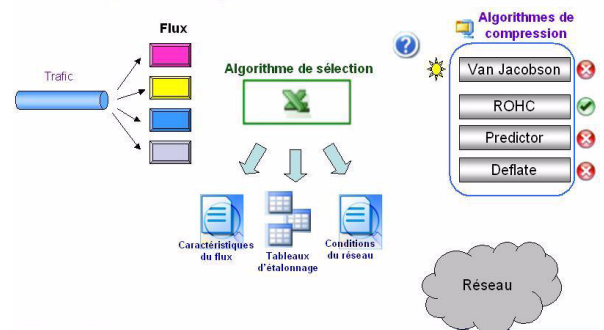 Flux
Trafic
Algorithme de sélection
Caractéristiques
du flux
Tableaux
d'étalonnage
Conditions
du réseau
Algorithmes de
compression
Van Jacobson
ROHC
Predictor
Deflate
Réseau